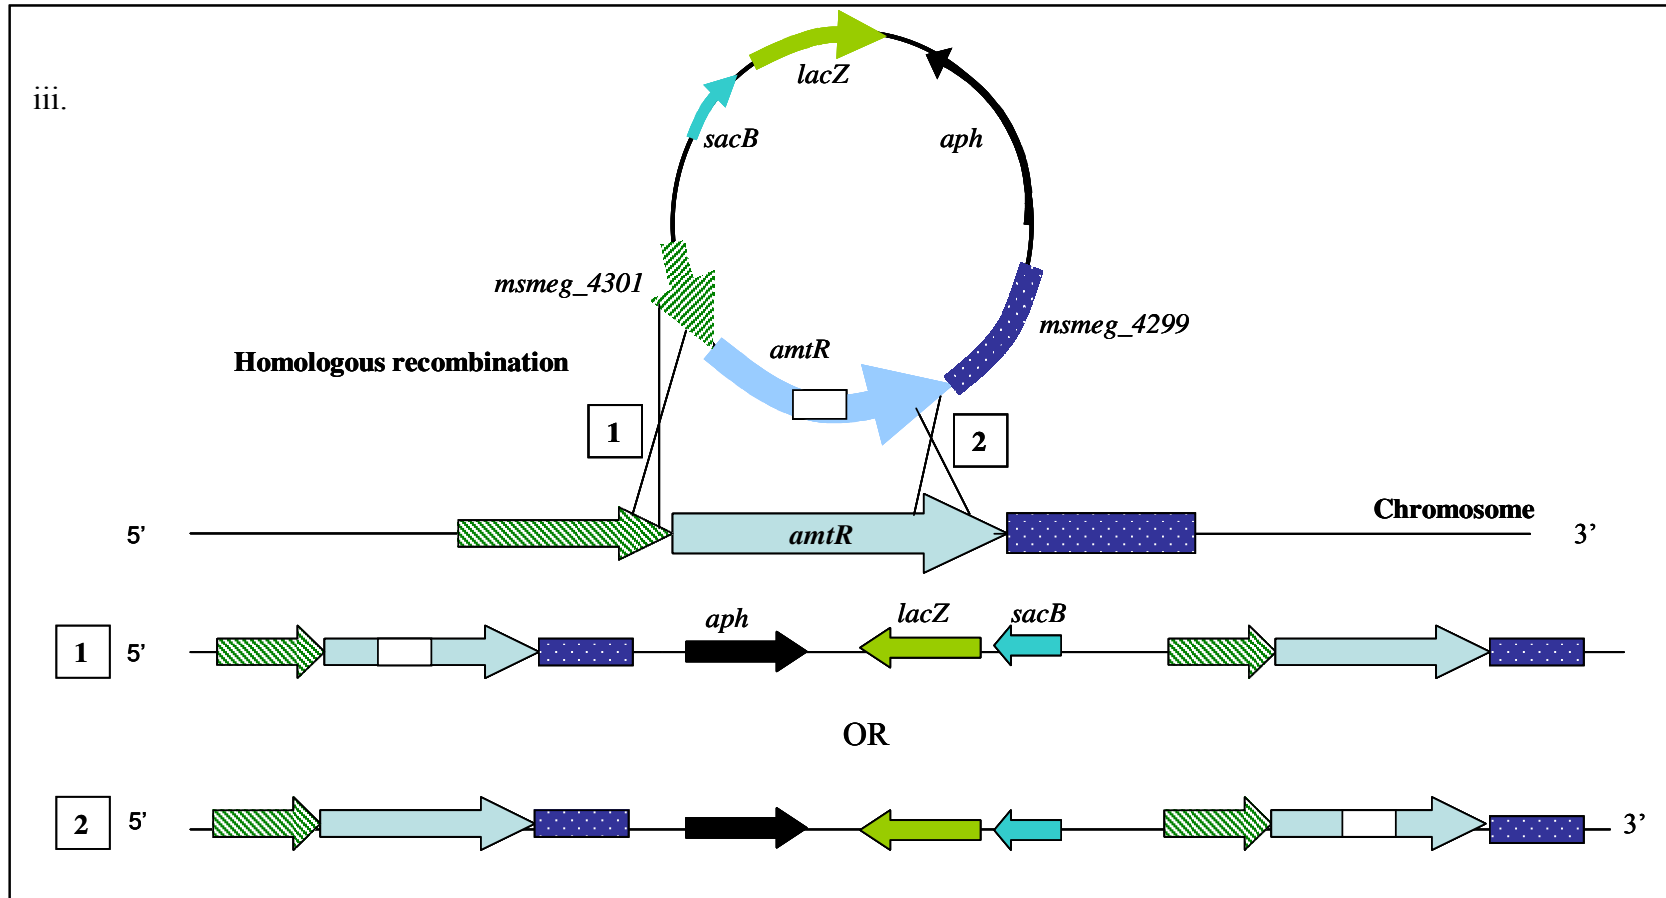 iii.
lacZ
sacB
aph
msmeg_4301
msmeg_4299
amtR
Homologous recombination
1
2
Chromosome
5’
amtR
3’
aph
lacZ
sacB
1
5’
OR
2
5’
3’